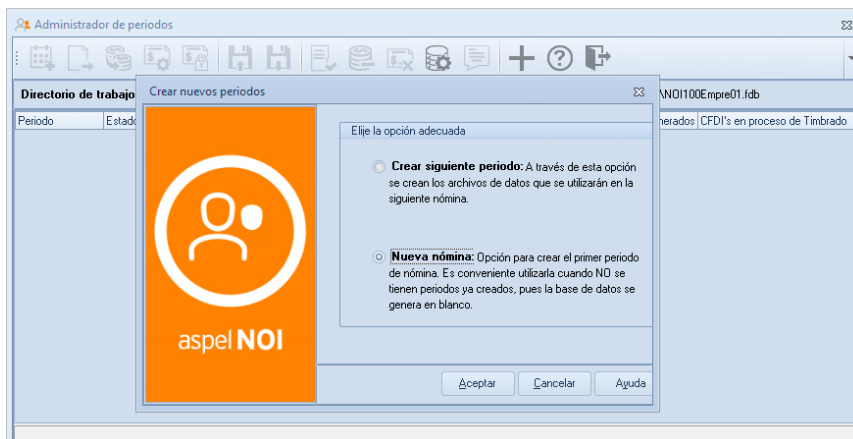 Administrador de periodos
Directorio de trabajo
\NOI100Empre01.fdb
Periodo
CFDI's en proceso de Timbrado
Crear nuevos periodos
Elije la opción adecuada
Crear siguiente periodo: A través de esta opción
se crean los archivos de datos que se utilizarán en la
siguiente nómina.
Nueva nómina: Opción para crear el primer periodo
de nómina. Es conveniente utilizarla cuando NO se
tienen periodos ya creados, pues la base de datos se
genera en blanco.
aspel NOI
Aceptar Cancelar Ayuda